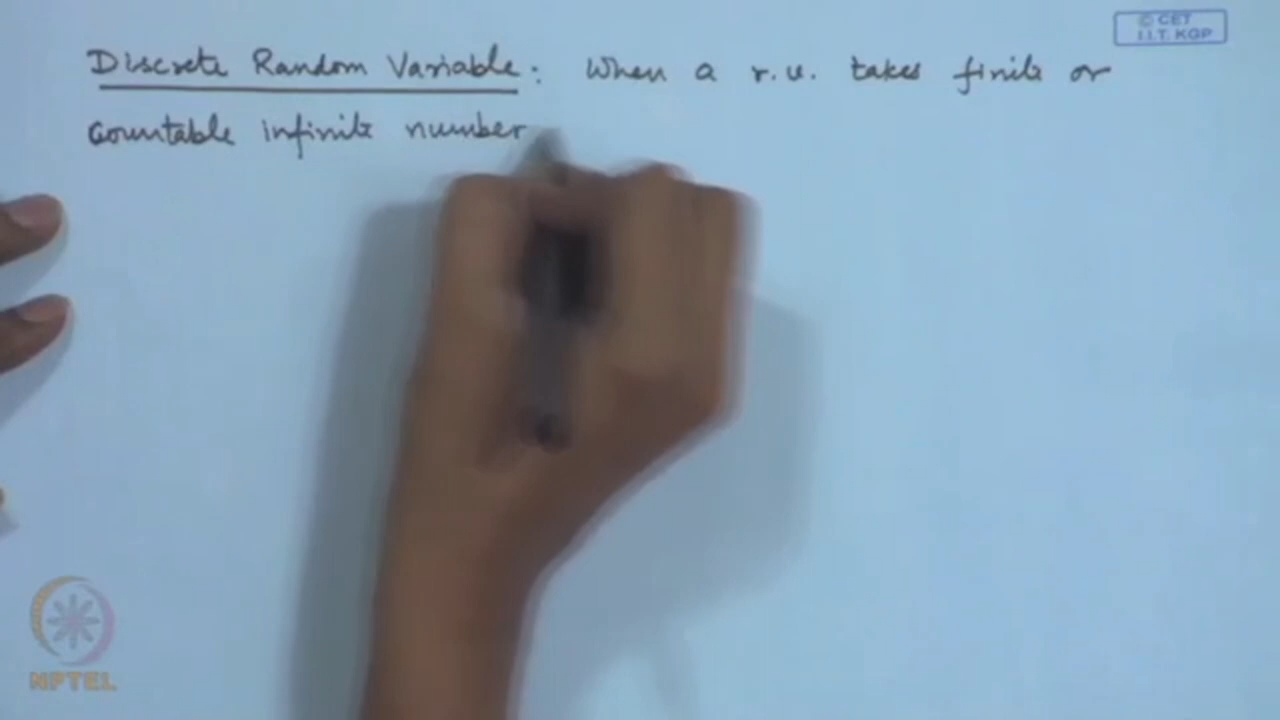 © CET
I.I.T. KGP
Discrete Random Variable : When a r.v. takes finite or
countable infinite number
NPTEL